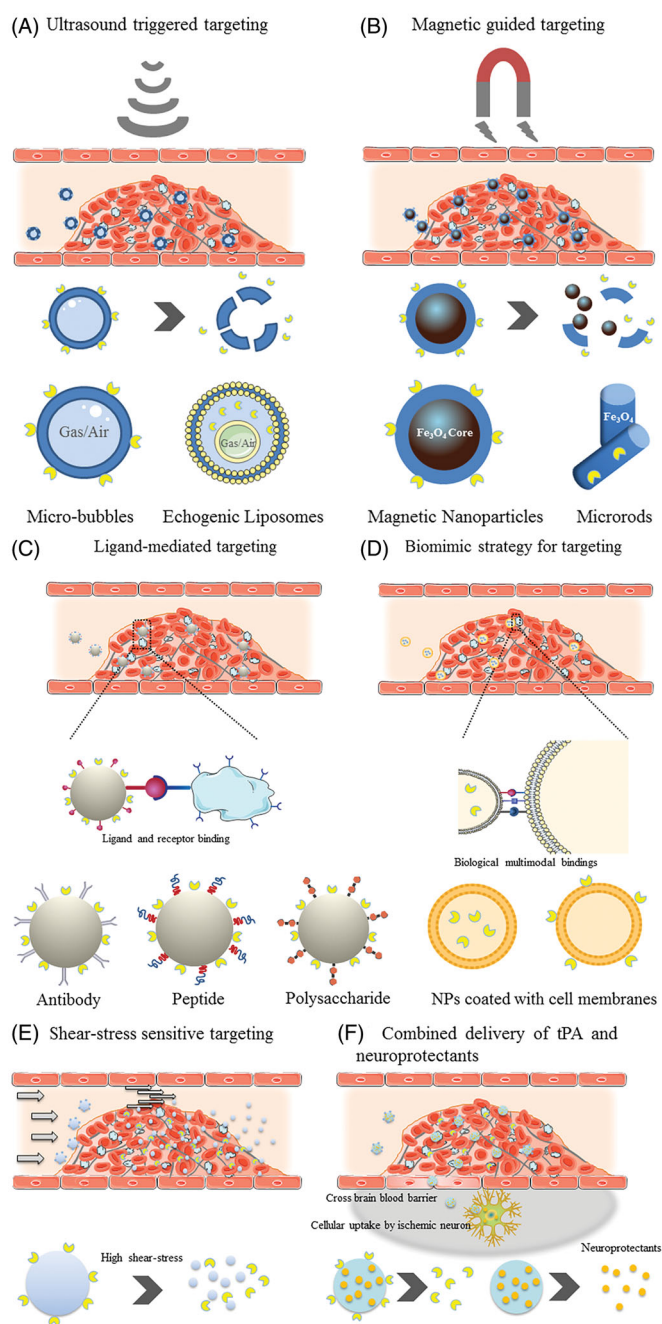 (A) Ultrasound triggered targeting
(B) Magnetic guided targeting
Gas/Air
Gas/Air
Fe₃O₄ Core
Fe₃O₄
Micro-bubbles
Echogenic Liposomes
Magnetic Nanoparticles
Microrods
(C) Ligand-mediated targeting
(D) Biomimic strategy for targeting
Ligand and receptor binding
Biological multimodal bindings
Antibody
Peptide
Polysaccharide
NPs coated with cell membranes
(E) Shear-stress sensitive targeting
(F) Combined delivery of tPA and
neuroprotectants
Cross brain blood barrier
Cellular uptake by ischemic neuron
High shear-stress
Neuroprotectants